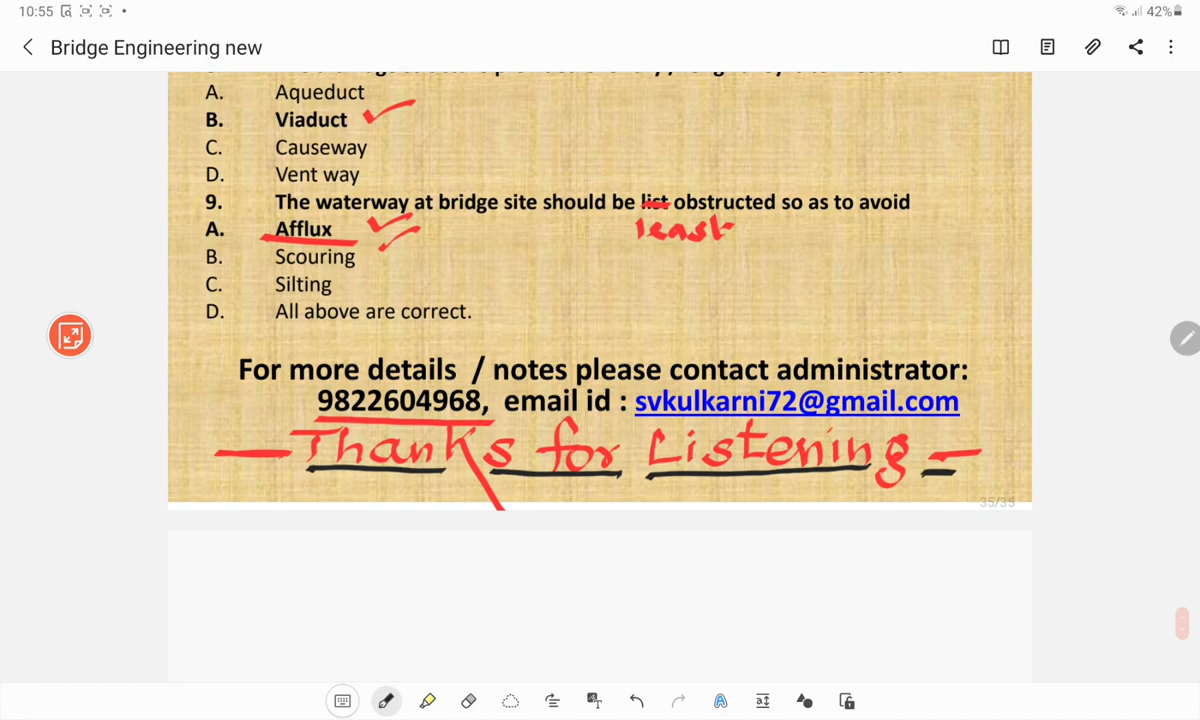 10:55
42%
Bridge Engineering new
A. Aqueduct
B. Viaduct
C. Causeway
D. Vent way
9. The waterway at bridge site should be list obstructed so as to avoid
least
A. Afflux
B. Scouring
C. Silting
D. All above are correct.
For more details / notes please contact administrator:
9822604968, email id : svkulkarni72@gmail.com
— Thanks for Listening —
35/35